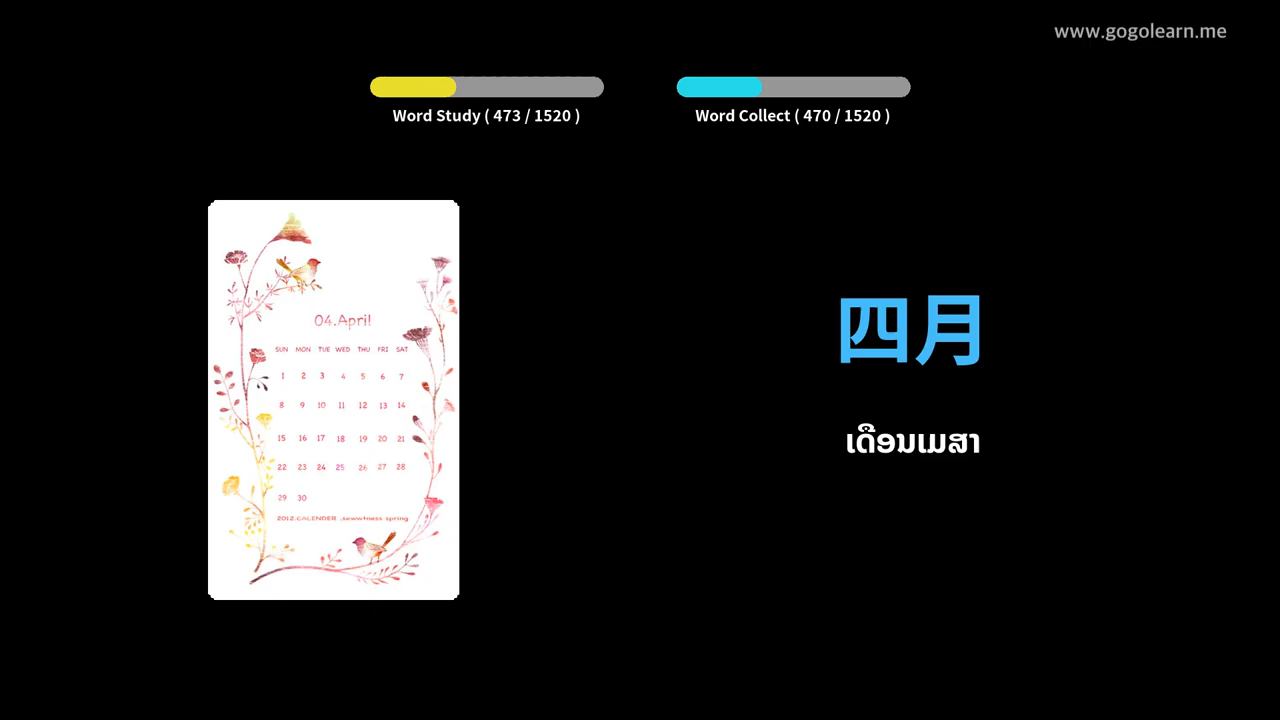 www.gogolearn.me
Word Study ( 473 / 1520 )
Word Collect ( 470 / 1520 )
04.April
SUN MON TUE WED THU FRI SAT
1 2 3 4 5 6 7
8 9 10 11 12 13 14
15 16 17 18 19 20 21
22 23 24 25 26 27 28
29 30
2012.CALENDER .sewwtness spring
四月
ເດືອນເມສາ